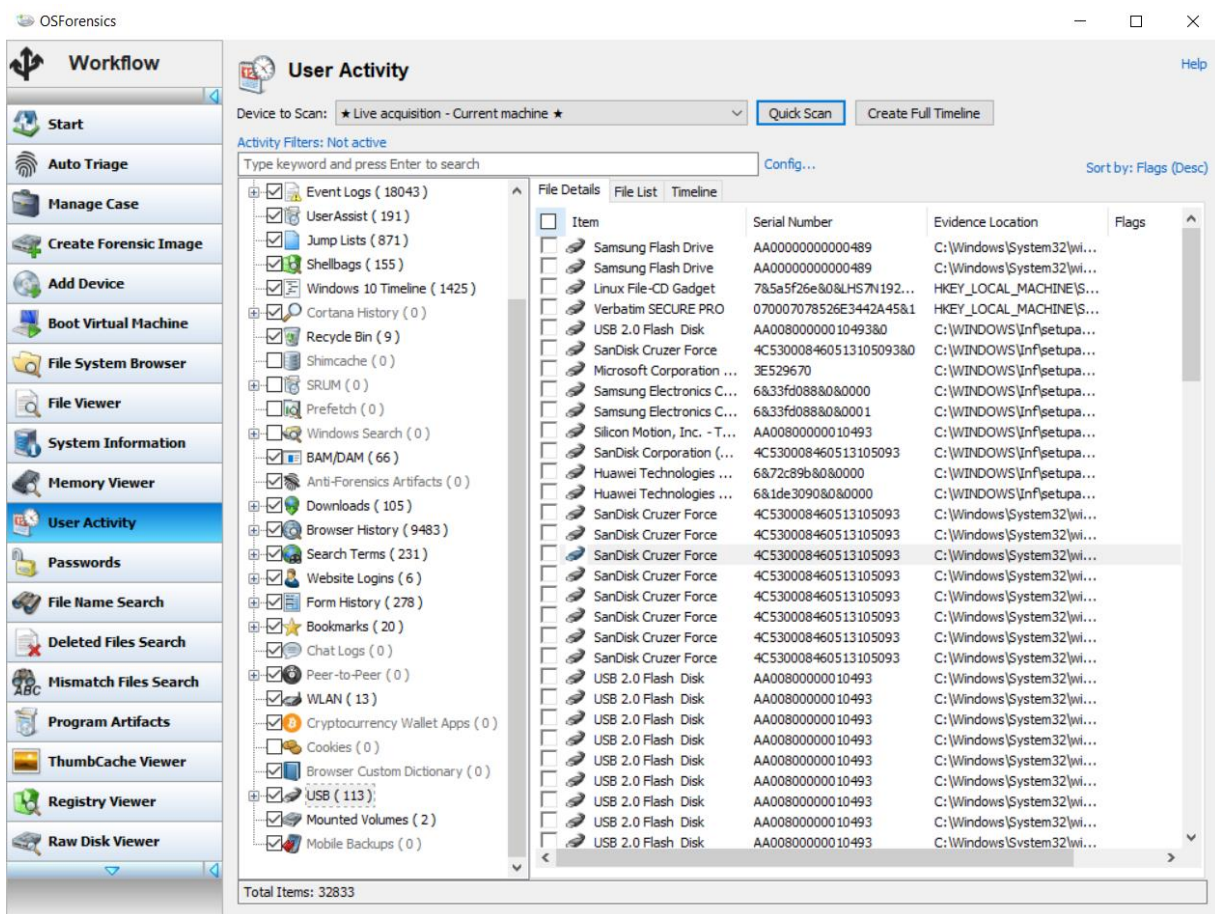 OSForensics
Workflow
Start
Auto Triage
Manage Case
Create Forensic Image
Add Device
Boot Virtual Machine
File System Browser
File Viewer
System Information
Memory Viewer
User Activity
Passwords
File Name Search
Deleted Files Search
Mismatch Files Search
Program Artifacts
ThumbCache Viewer
Registry Viewer
Raw Disk Viewer
User Activity
Help
Device to Scan: ★ Live acquisition - Current machine ★ Quick Scan Create Full Timeline
Activity Filters: Not active
Type keyword and press Enter to search Config...
Sort by: Flags (Desc)
Event Logs ( 18043 )
UserAssist ( 191 )
Jump Lists ( 871 )
Shellbags ( 155 )
Windows 10 Timeline ( 1425 )
Cortana History ( 0 )
Recycle Bin ( 9 )
Shimcache ( 0 )
SRUM ( 0 )
Prefetch ( 0 )
Windows Search ( 0 )
BAM/DAM ( 66 )
Anti-Forensics Artifacts ( 0 )
Downloads ( 105 )
Browser History ( 9483 )
Search Terms ( 231 )
Website Logins ( 6 )
Form History ( 278 )
Bookmarks ( 20 )
Chat Logs ( 0 )
Peer-to-Peer ( 0 )
WLAN ( 13 )
Cryptocurrency Wallet Apps ( 0 )
Cookies ( 0 )
Browser Custom Dictionary ( 0 )
USB ( 113 )
Mounted Volumes ( 2 )
Mobile Backups ( 0 )
File Details File List Timeline
Item Serial Number Evidence Location Flags
Samsung Flash Drive AA00000000000489 C:\Windows\System32\wi...
Samsung Flash Drive AA00000000000489 C:\Windows\System32\wi...
Linux File-CD Gadget 7&5a5f26e&0&LHS7N192... HKEY_LOCAL_MACHINE\S...
Verbatim SECURE PRO 070007078526E3442A45&1 HKEY_LOCAL_MACHINE\S...
USB 2.0 Flash Disk AA00800000010493&0 C:\WINDOWS\Inf\setupa...
SanDisk Cruzer Force 4C530008460513105093&0 C:\WINDOWS\Inf\setupa...
Microsoft Corporation ... 3E529670 C:\WINDOWS\Inf\setupa...
Samsung Electronics C... 6&33fd088&0&0000 C:\WINDOWS\Inf\setupa...
Samsung Electronics C... 6&33fd088&0&0001 C:\WINDOWS\Inf\setupa...
Silicon Motion, Inc. - T... AA00800000010493 C:\WINDOWS\Inf\setupa...
SanDisk Corporation (... 4C530008460513105093 C:\WINDOWS\Inf\setupa...
Huawei Technologies ... 6&72c89b&0&0000 C:\WINDOWS\Inf\setupa...
Huawei Technologies ... 6&1de3090&0&0000 C:\WINDOWS\Inf\setupa...
SanDisk Cruzer Force 4C530008460513105093 C:\Windows\System32\wi...
SanDisk Cruzer Force 4C530008460513105093 C:\Windows\System32\wi...
SanDisk Cruzer Force 4C530008460513105093 C:\Windows\System32\wi...
SanDisk Cruzer Force 4C530008460513105093 C:\Windows\System32\wi...
SanDisk Cruzer Force 4C530008460513105093 C:\Windows\System32\wi...
SanDisk Cruzer Force 4C530008460513105093 C:\Windows\System32\wi...
SanDisk Cruzer Force 4C530008460513105093 C:\Windows\System32\wi...
SanDisk Cruzer Force 4C530008460513105093 C:\Windows\System32\wi...
USB 2.0 Flash Disk AA00800000010493 C:\Windows\System32\wi...
USB 2.0 Flash Disk AA00800000010493 C:\Windows\System32\wi...
USB 2.0 Flash Disk AA00800000010493 C:\Windows\System32\wi...
USB 2.0 Flash Disk AA00800000010493 C:\Windows\System32\wi...
USB 2.0 Flash Disk AA00800000010493 C:\Windows\System32\wi...
USB 2.0 Flash Disk AA00800000010493 C:\Windows\System32\wi...
USB 2.0 Flash Disk AA00800000010493 C:\Windows\System32\wi...
USB 2.0 Flash Disk AA00800000010493 C:\Windows\System32\wi...
USB 2.0 Flash Disk AA00800000010493 C:\Windows\System32\wi...
Total Items: 32833